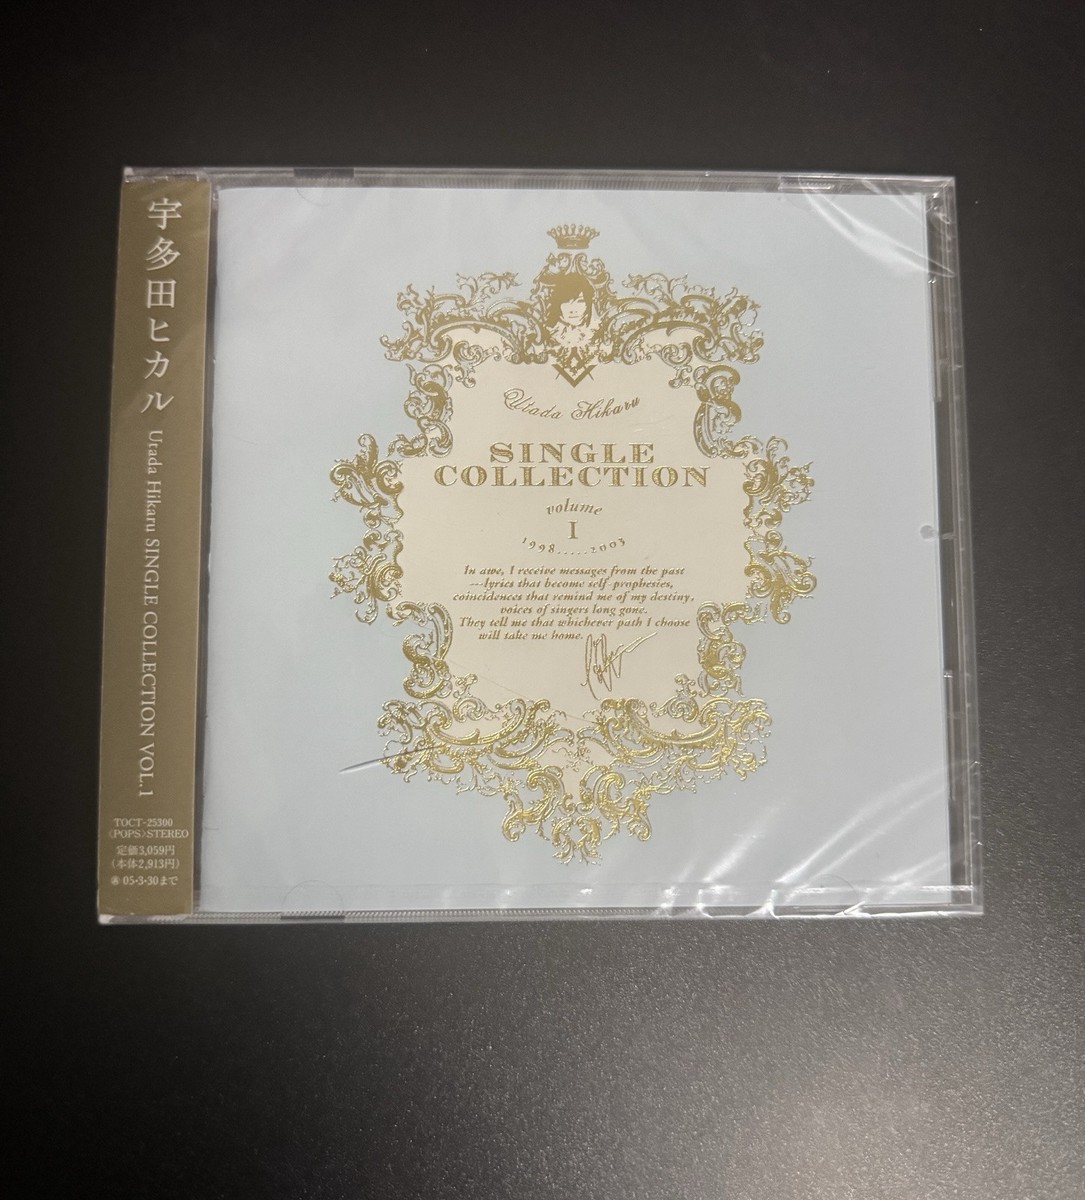 宇多田ヒカル
Utada Hikaru SINGLE COLLECTION VOL.1
TOCT-25300
〈POPS〉STEREO
定価3,059円
(本体2,913円)
05・3・30まで
Utada Hikaru
SINGLE
COLLECTION
volume
I
1998.....2003
In awe, I receive messages from the past
---lyrics that become self-prophesies,
coincidences that remind me of my destiny,
voices of singers long gone.
They tell me that whichever path I choose
will take me home.